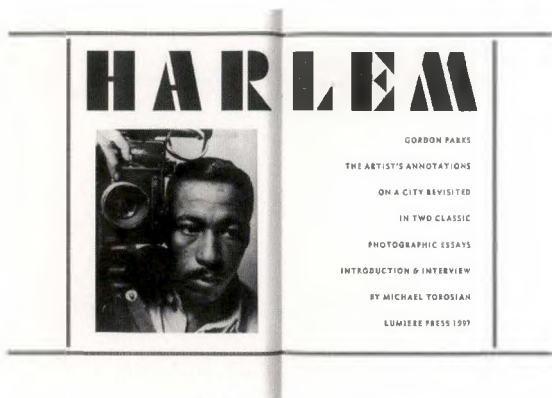 HARLEM
GORDON PARKS
THE ARTIST'S ANNOTATIONS
ON A CITY REVISITED
IN TWO CLASSIC
PHOTOGRAPHIC ESSAYS
INTRODUCTION & INTERVIEW
BY MICHAEL TOROSIAN
LUMIERE PRESS 1997